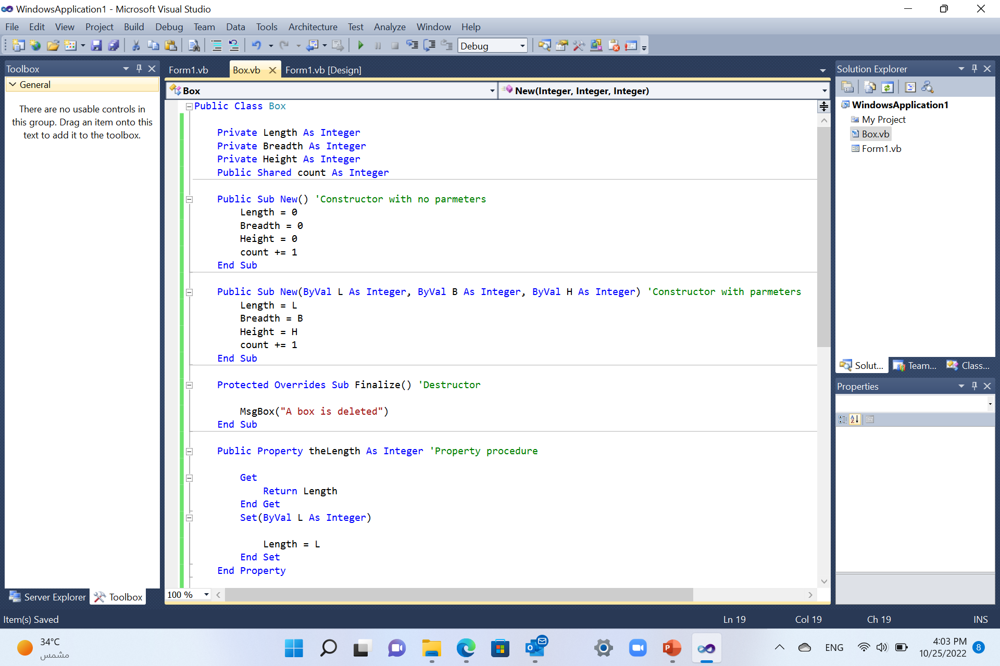 WindowsApplication1 - Microsoft Visual Studio
File Edit View Project Build Debug Team Data Tools Architecture Test Analyze Window Help
Debug
Toolbox
General
There are no usable controls in
this group. Drag an item onto this
text to add it to the toolbox.
Server Explorer Toolbox
Form1.vb Box.vb Form1.vb [Design]
Box New(Integer, Integer, Integer)
Public Class Box
Private Length As Integer
Private Breadth As Integer
Private Height As Integer
Public Shared count As Integer
Public Sub New() 'Constructor with no parmeters
Length = 0
Breadth = 0
Height = 0
count += 1
End Sub
Public Sub New(ByVal L As Integer, ByVal B As Integer, ByVal H As Integer) 'Constructor with parmeters
Length = L
Breadth = B
Height = H
count += 1
End Sub
Protected Overrides Sub Finalize() 'Destructor
MsgBox("A box is deleted")
End Sub
Public Property theLength As Integer 'Property procedure
Get
Return Length
End Get
Set(ByVal L As Integer)
Length = L
End Set
End Property
100 %
Solution Explorer
WindowsApplication1
My Project
Box.vb
Form1.vb
Solut... Team... Class...
Properties
Item(s) Saved Ln 19 Col 19 Ch 19 INS
34°C
مشمس
ENG
4:03 PM
10/25/2022
8